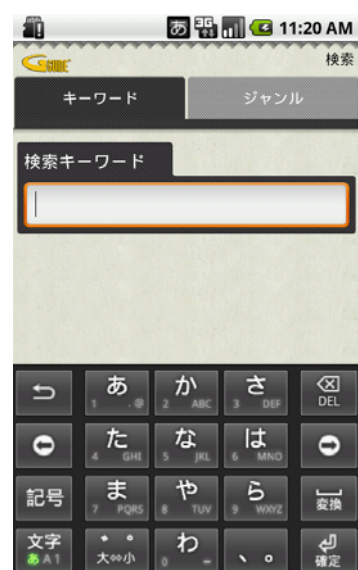 あ 3G 11:20 AM
G GUIDE 検索
キーワード ジャンル
検索キーワード
あ か さ DEL
1 .@ 2 ABC 3 DEF
た な は
4 GHI 5 JKL 6 MNO
記号 ま や ら 変換
7 PQRS 8 TUV 9 WXYZ
文字 ゛ ゜ わ 、 。 確定
あA1 大⇔小 0 -